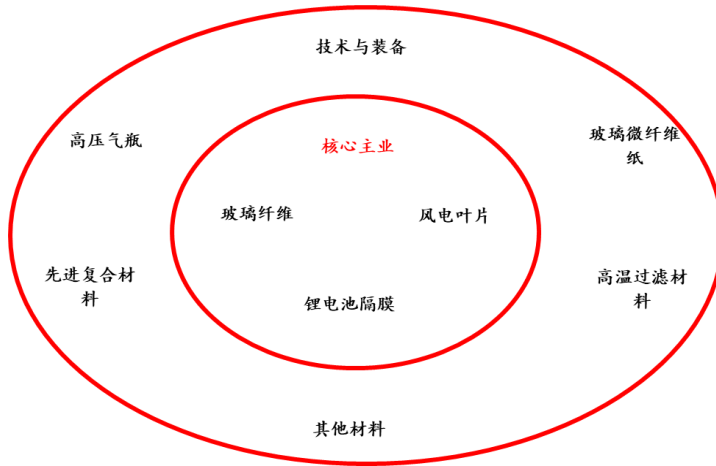 技术与装备
高压气瓶
玻璃微纤维
纸
核心主业
玻璃纤维
风电叶片
先进复合材
料
高温过滤材
料
锂电池隔膜
其他材料